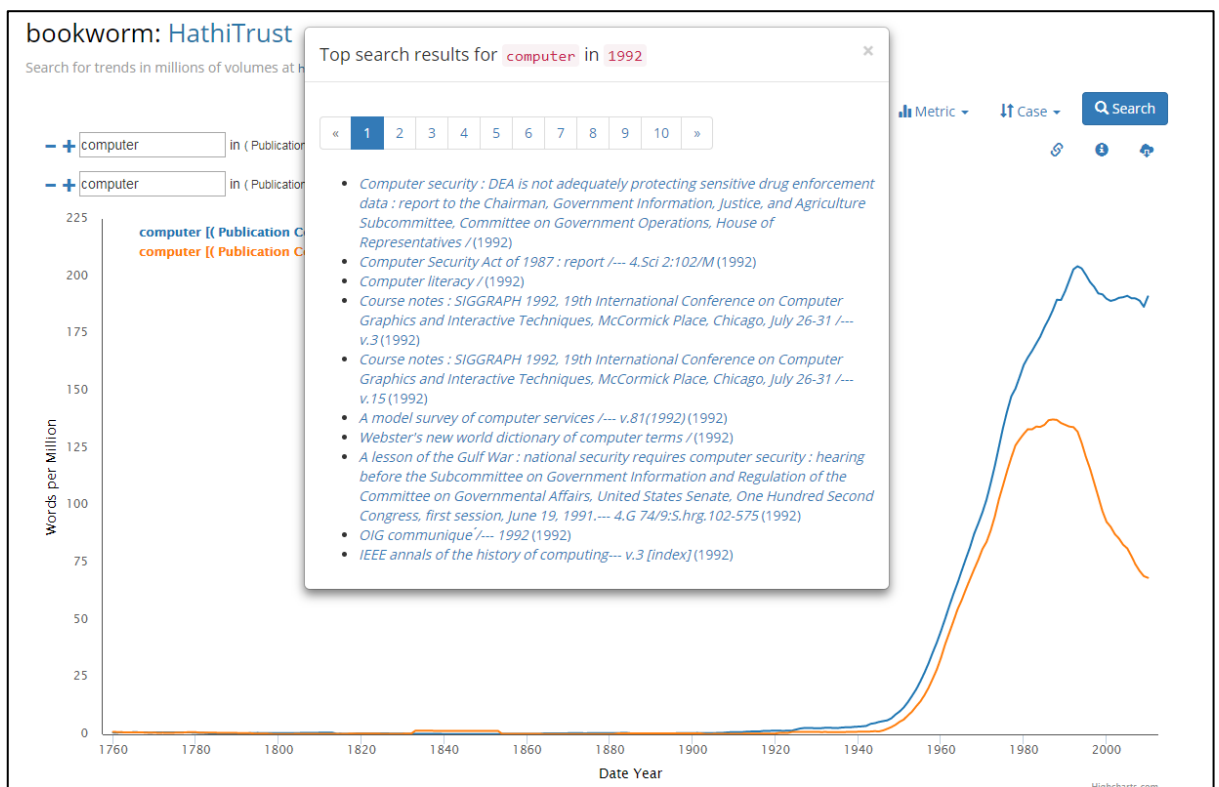 bookworm: HathiTrust
Search for trends in millions of volumes at
Metric
Case
Search
computer in ( Publication
computer in ( Publication
computer [( Publication
computer [( Publication
Top search results for computer in 1992 ×
« 1 2 3 4 5 6 7 8 9 10 »
Computer security : DEA is not adequately protecting sensitive drug enforcement
data : report to the Chairman, Government Information, Justice, and Agriculture
Subcommittee, Committee on Government Operations, House of
Representatives / (1992)
Computer Security Act of 1987 : report /--- 4.Sci 2:102/M (1992)
Computer literacy / (1992)
Course notes : SIGGRAPH 1992, 19th International Conference on Computer
Graphics and Interactive Techniques, McCormick Place, Chicago, July 26-31 /---
v.3 (1992)
Course notes : SIGGRAPH 1992, 19th International Conference on Computer
Graphics and Interactive Techniques, McCormick Place, Chicago, July 26-31 /---
v.15 (1992)
A model survey of computer services /--- v.81(1992) (1992)
Webster's new world dictionary of computer terms / (1992)
A lesson of the Gulf War : national security requires computer security : hearing
before the Subcommittee on Government Information and Regulation of the
Committee on Governmental Affairs, United States Senate, One Hundred Second
Congress, first session, June 19, 1991.--- 4.G 74/9:S.hrg.102-575 (1992)
OIG communique´/--- 1992 (1992)
IEEE annals of the history of computing--- v.3 [index] (1992)
Words per Million
225
200
175
150
125
100
75
50
25
0
1760 1780 1800 1820 1840 1860 1880 1900 1920 1940 1960 1980 2000
Date Year
Highcharts.com